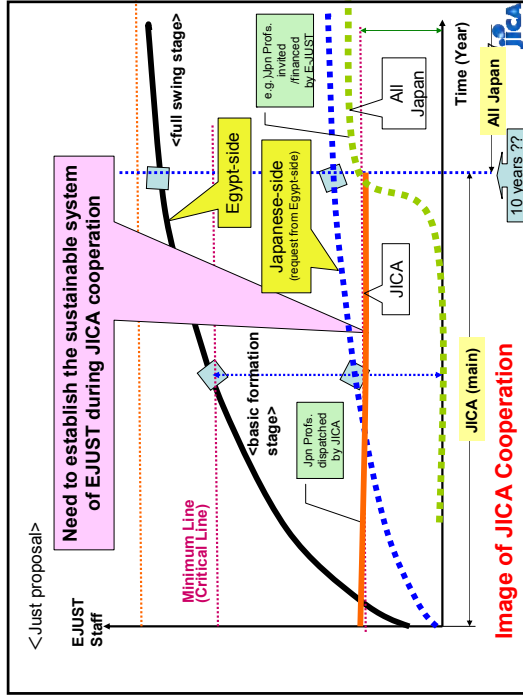 <Just proposal>
Need to establish the sustainable system
of EJUST during JICA cooperation
EJUST
Staff
Minimum Line
(Critical Line)
<basic formation
stage>
<full swing stage>
Egypt-side
Japanese-side
(request from Egypt-side)
Jpn Profs.
dispatched
by JICA
JICA
e.g.)Jpn Profs.
invited
/financed
by E-JUST
All
Japan
Time (Year)
JICA (main)
All Japan
10 years ??
Image of JICA Cooperation
JICA